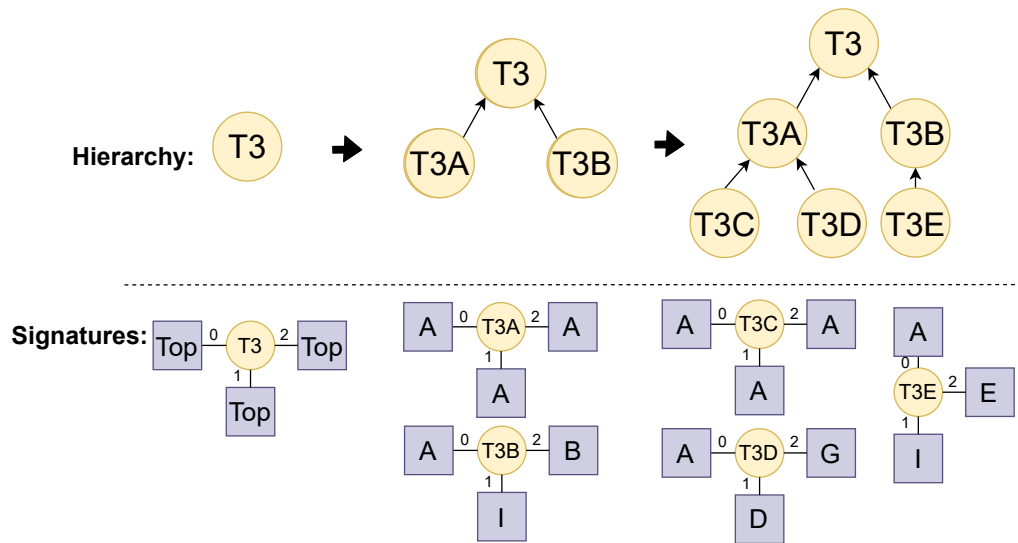 Hierarchy:
T3
T3
T3A
T3B
T3
T3A
T3B
T3C
T3D
T3E
Signatures:
Top 0 T3 2 Top
1
Top
A 0 T3A 2 A
1
A
A 0 T3B 2 B
1
I
A 0 T3C 2 A
1
A
A 0 T3D 2 G
1
D
A
0
T3E 2 E
1
I